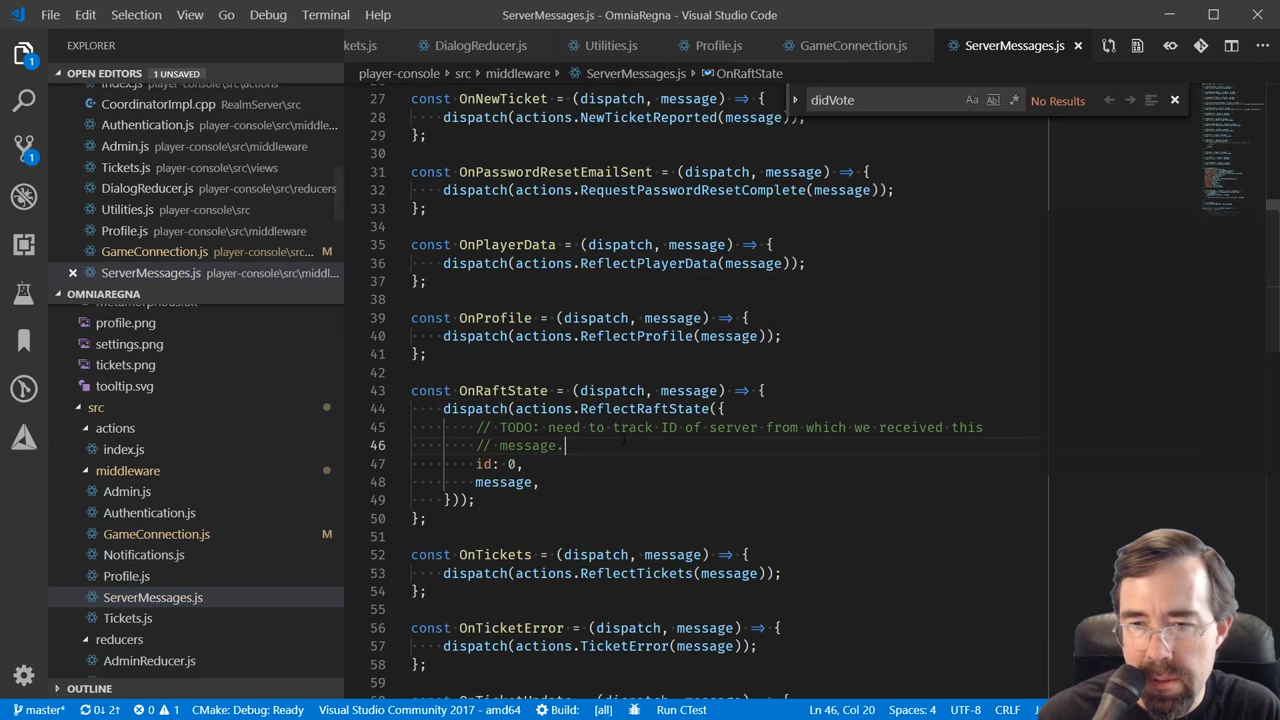 File Edit Selection View Go Debug Terminal Help ServerMessages.js - OmniaRegna - Visual Studio Code
EXPLORER
kets.js DialogReducer.js Utilities.js Profile.js GameConnection.js ServerMessages.js
OPEN EDITORS 1 UNSAVED
player-console > src > middleware > ServerMessages.js > OnRaftState
Index.js player-console\src\actions
CoordinatorImpl.cpp RealmServer\src
Authentication.js player-console\src\middle...
Admin.js player-console\src\middleware
Tickets.js player-console\src\views
DialogReducer.js player-console\src\reducers
Utilities.js player-console\src
Profile.js player-console\src\middleware
GameConnection.js player-console\src... M
ServerMessages.js player-console\src\middl...
OMNIAREGNA
profile.png
settings.png
tickets.png
tooltip.svg
src
actions
index.js
middleware
Admin.js
Authentication.js
GameConnection.js M
Notifications.js
Profile.js
ServerMessages.js
Tickets.js
reducers
AdminReducer.js
OUTLINE
didVote Aa Abl .* No Results
27 const OnNewTicket = (dispatch, message) => {
28 dispatch(actions.NewTicketReported(message));
29 };
30
31 const OnPasswordResetEmailSent = (dispatch, message) => {
32 dispatch(actions.RequestPasswordResetComplete(message));
33 };
34
35 const OnPlayerData = (dispatch, message) => {
36 dispatch(actions.ReflectPlayerData(message));
37 };
38
39 const OnProfile = (dispatch, message) => {
40 dispatch(actions.ReflectProfile(message));
41 };
42
43 const OnRaftState = (dispatch, message) => {
44 dispatch(actions.ReflectRaftState({
45 // TODO: need to track ID of server from which we received this
46 // message.
47 id: 0,
48 message,
49 }));
50 };
51
52 const OnTickets = (dispatch, message) => {
53 dispatch(actions.ReflectTickets(message));
54 };
55
56 const OnTicketError = (dispatch, message) => {
57 dispatch(actions.TicketError(message));
58 };
59
master* 0↓ 2↑ 0 1 CMake: Debug: Ready Visual Studio Community 2017 - amd64 Build: [all] Run CTest Ln 46, Col 20 Spaces: 4 UTF-8 CRLF